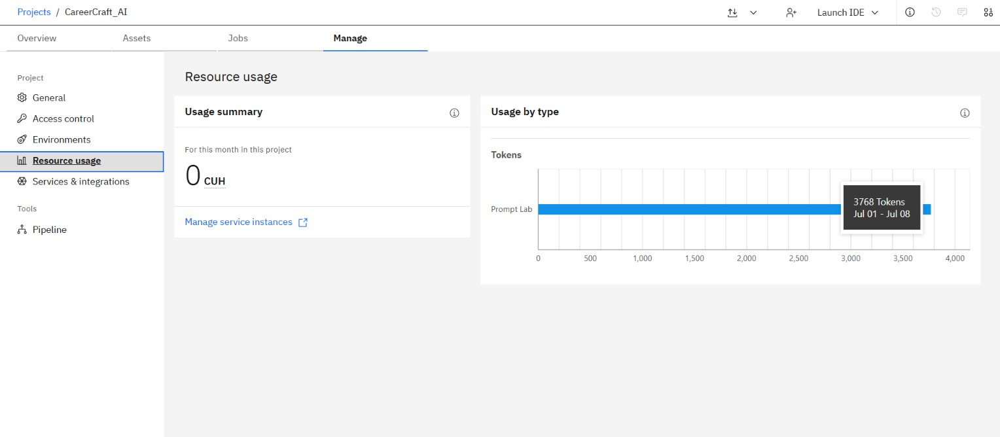 Projects / CareerCraft_AI
Launch IDE
Overview
Assets
Jobs
Manage
Project
General
Access control
Environments
Resource usage
Services & integrations
Tools
Pipeline
Resource usage
Usage summary
For this month in this project
0 CUH
Manage service instances
Usage by type
Tokens
Prompt Lab
3768 Tokens
Jul 01 - Jul 08
0 500 1,000 1,500 2,000 2,500 3,000 3,500 4,000